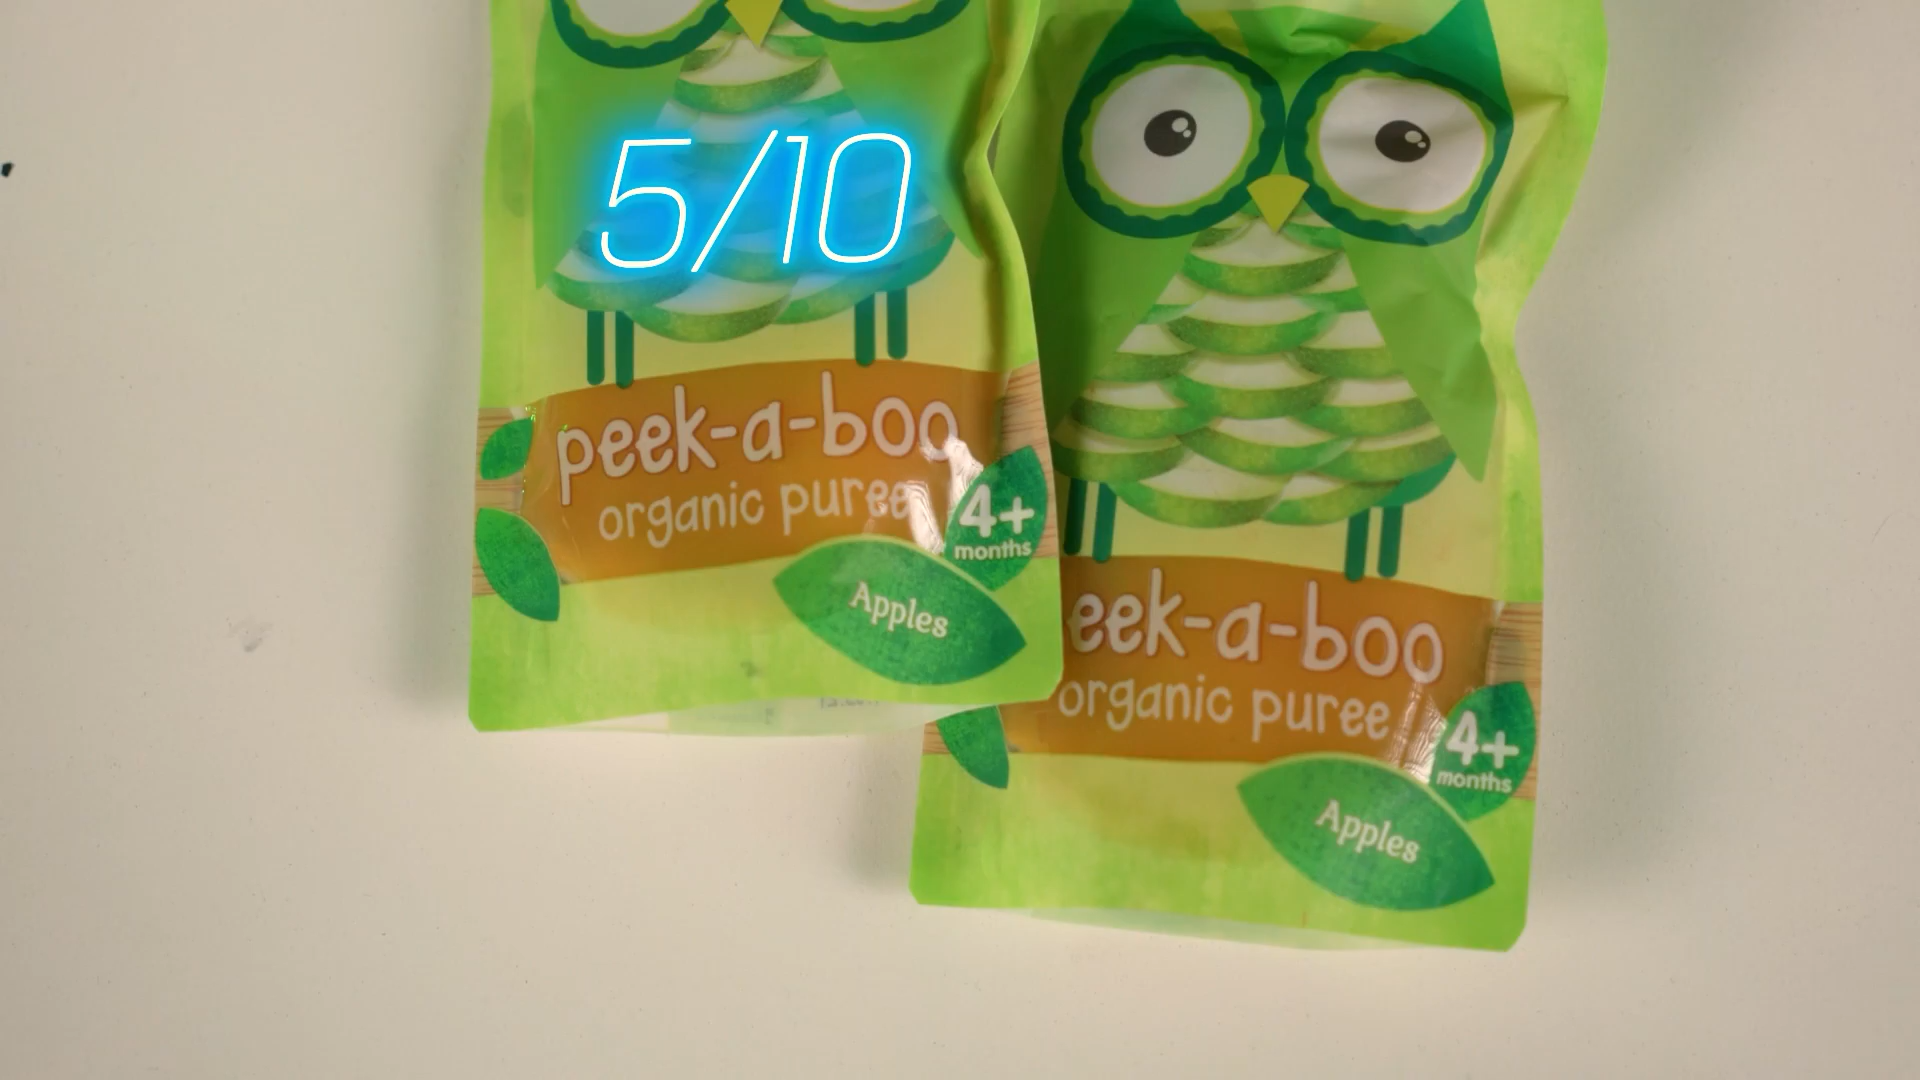 5/10
peek-a-boo
organic puree
4+
months
Apples
eek-a-boo
organic puree
4+
months
Apples